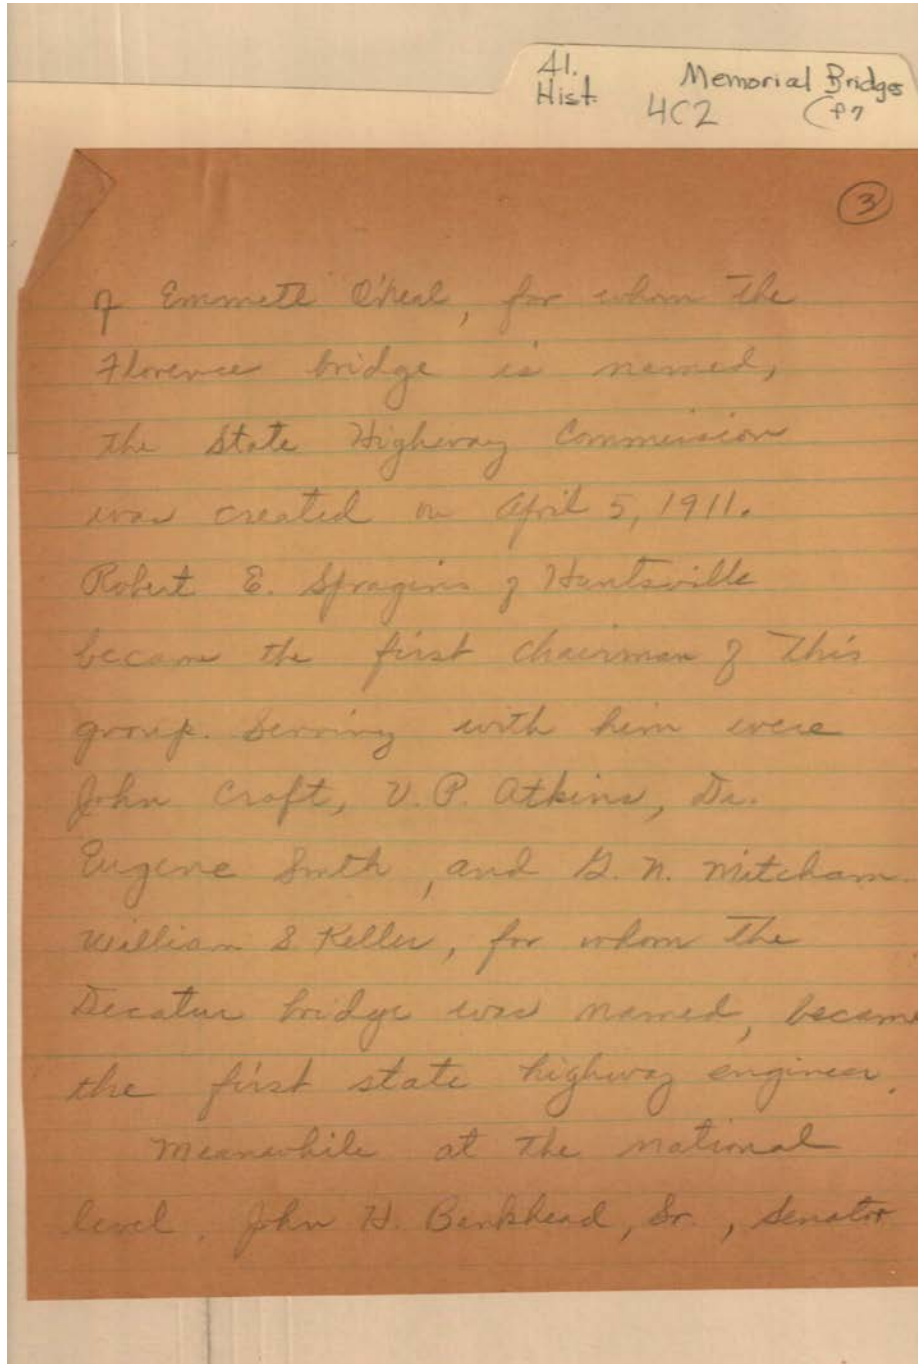 Al. Memorial Bridges
Hist. 4C2 (P7
3
of Emmett O'Neal, for whom the
Florence bridge is named,
the State Highway Commission
was created on April 5, 1911.
Robert E. Spragins of Huntsville
became the first chairman of this
group. Serving with him were
John Craft, V. P. Atkins, Dr.
Eugene Smith, and G. N. Mitcham.
William S Keller, for whom the
Decatur bridge was named, became
the first state highway engineer.
Meanwhile at the national
level, John H. Bankhead, Sr., Senator